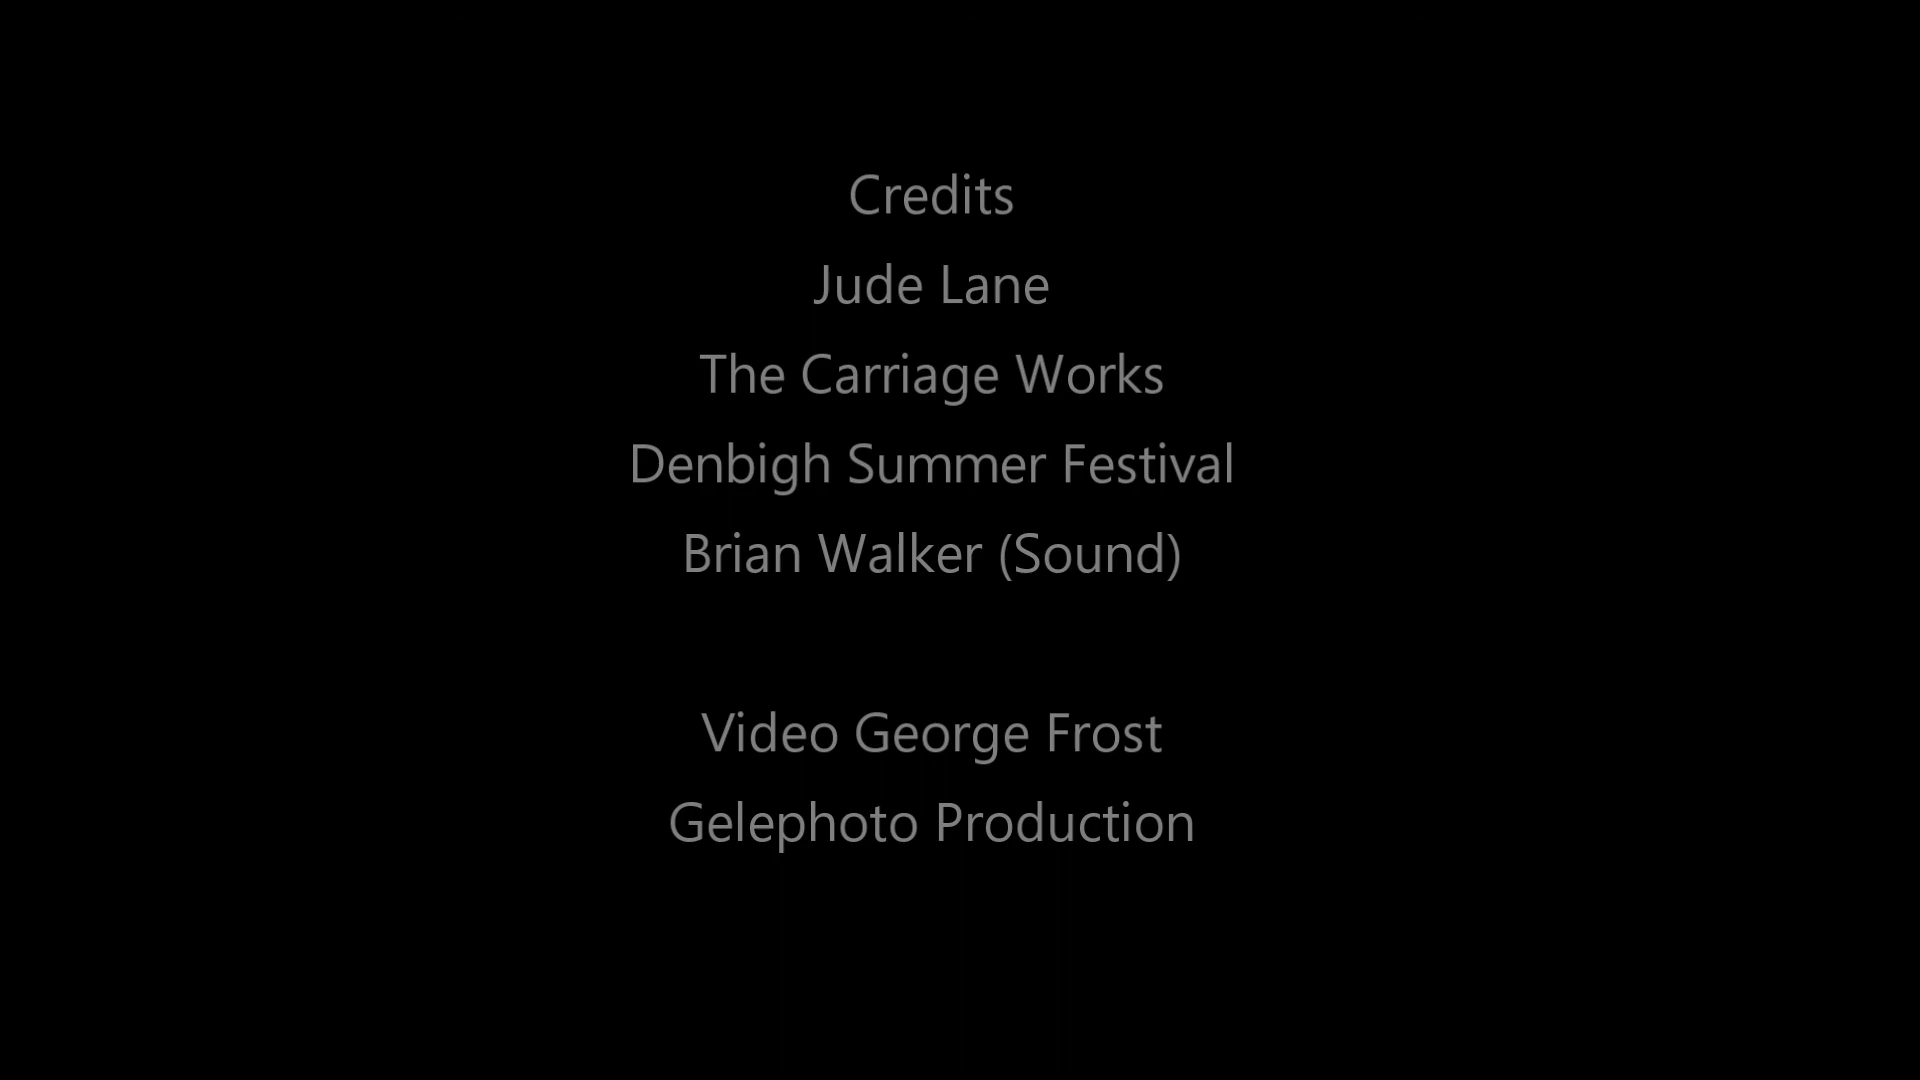 Credits
Jude Lane
The Carriage Works
Denbigh Summer Festival
Brian Walker (Sound)
Video George Frost
Gelephoto Production